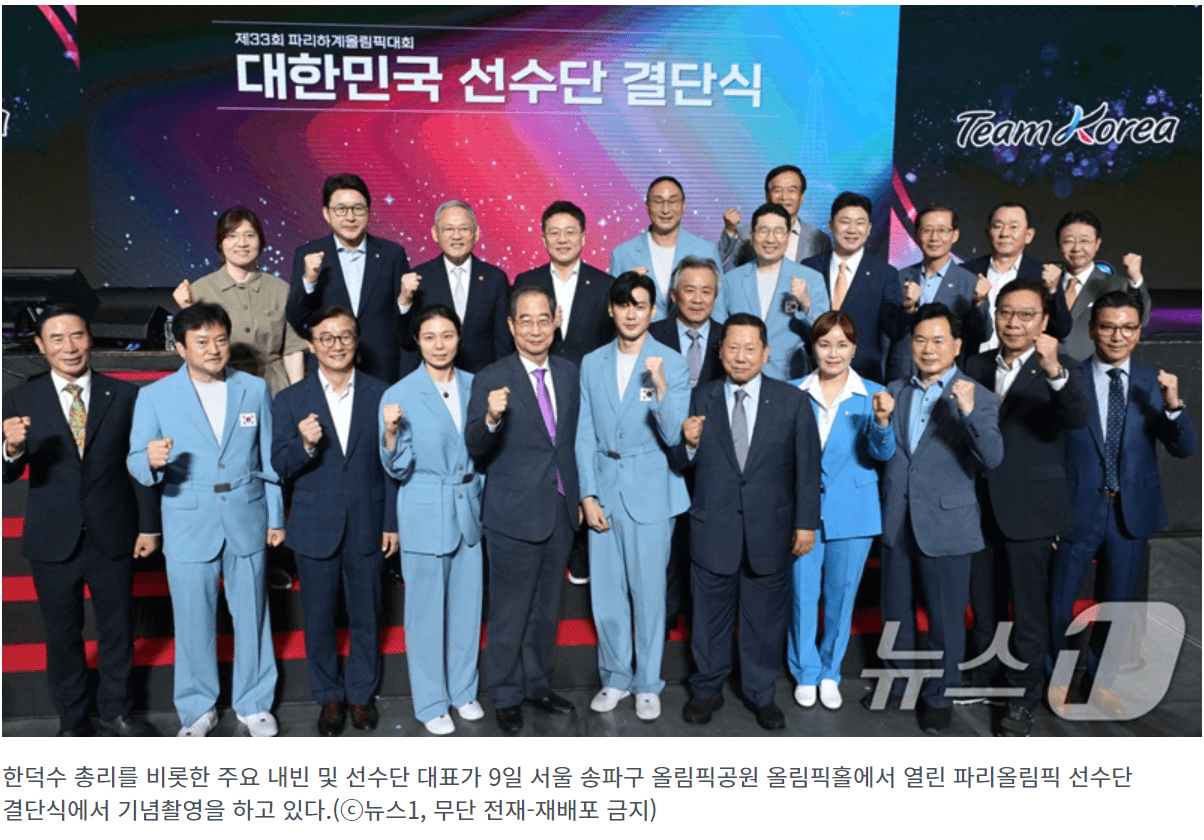 제33회 파리하계올림픽대회
대한민국 선수단 결단식
Team Korea
뉴스1
한덕수 총리를 비롯한 주요 내빈 및 선수단 대표가 9일 서울 송파구 올림픽공원 올림픽홀에서 열린 파리올림픽 선수단
결단식에서 기념촬영을 하고 있다.(ⓒ뉴스1, 무단 전재-재배포 금지)